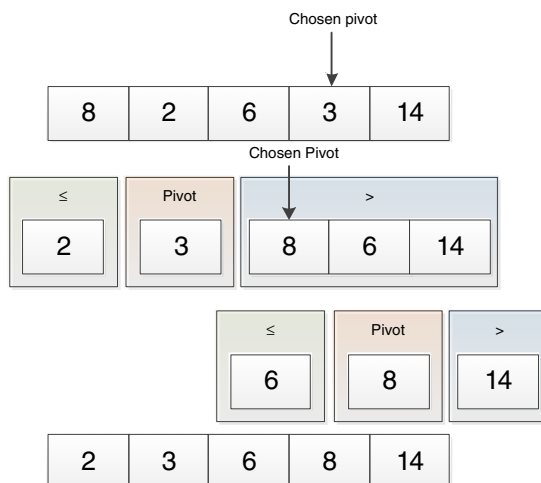 Chosen pivot
8 2 6 3 14
Chosen Pivot
≤ Pivot >
2 3 8 6 14
≤ Pivot >
6 8 14
2 3 6 8 14